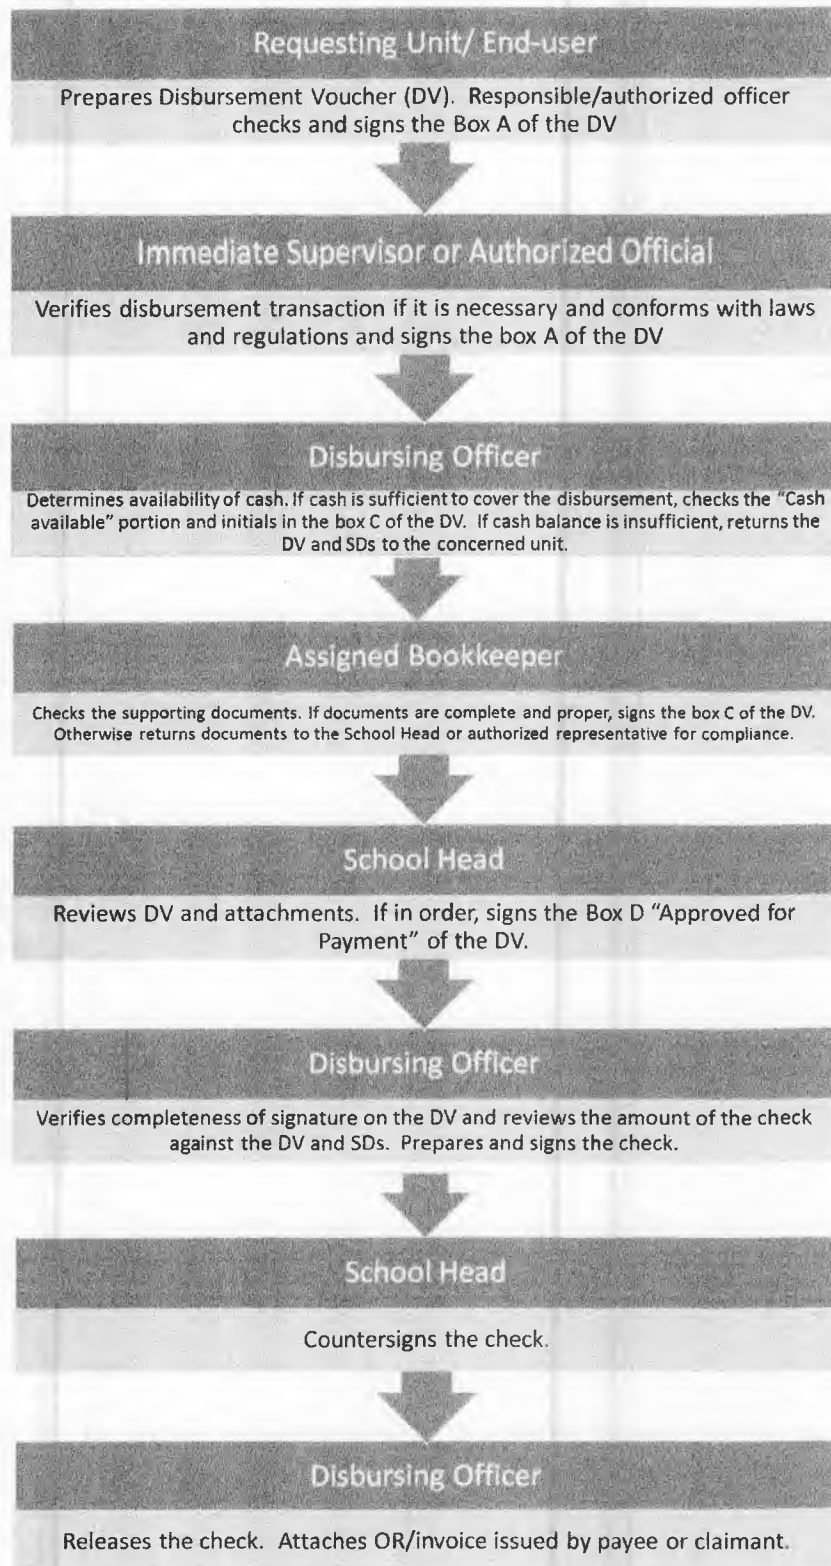 Requesting Unit/ End-user
Prepares Disbursement Voucher (DV). Responsible/authorized officer
checks and signs the Box A of the DV
Immediate Supervisor or Authorized Official
Verifies disbursement transaction if it is necessary and conforms with laws
and regulations and signs the box A of the DV
Disbursing Officer
Determines availability of cash. If cash is sufficient to cover the disbursement, checks the "Cash
available" portion and initials in the box C of the DV. If cash balance is insufficient, returns the
DV and SDs to the concerned unit.
Assigned Bookkeeper
Checks the supporting documents. If documents are complete and proper, signs the box C of the DV.
Otherwise returns documents to the School Head or authorized representative for compliance.
School Head
Reviews DV and attachments. If in order, signs the Box D "Approved for
Payment" of the DV.
Disbursing Officer
Verifies completeness of signature on the DV and reviews the amount of the check
against the DV and SDs. Prepares and signs the check.
School Head
Countersigns the check.
Disbursing Officer
Releases the check. Attaches OR/invoice issued by payee or claimant.